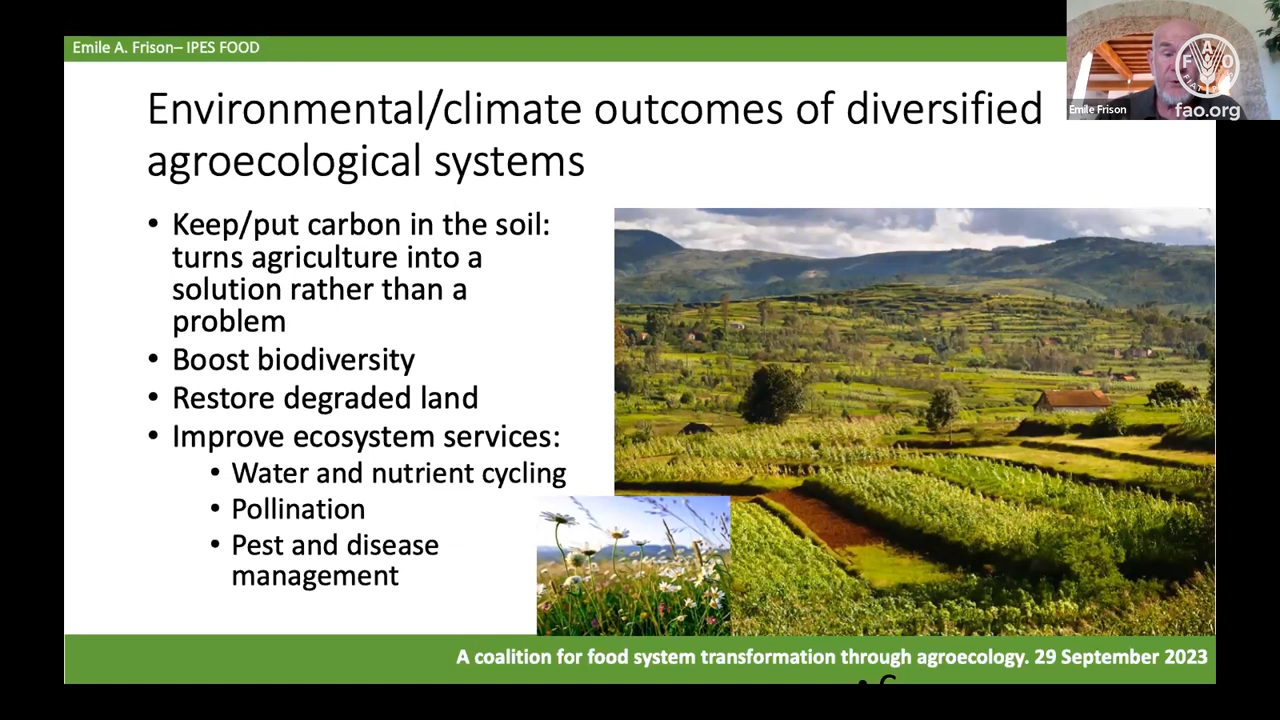 Emile A. Frison– IPES FOOD
Environmental/climate outcomes of diversified
agroecological systems
• Keep/put carbon in the soil:
turns agriculture into a
solution rather than a
problem
• Boost biodiversity
• Restore degraded land
• Improve ecosystem services:
• Water and nutrient cycling
• Pollination
• Pest and disease
management
A coalition for food system transformation through agroecology. 29 September 2023
Emile Frison
F A O
FIAT PANIS
fao.org